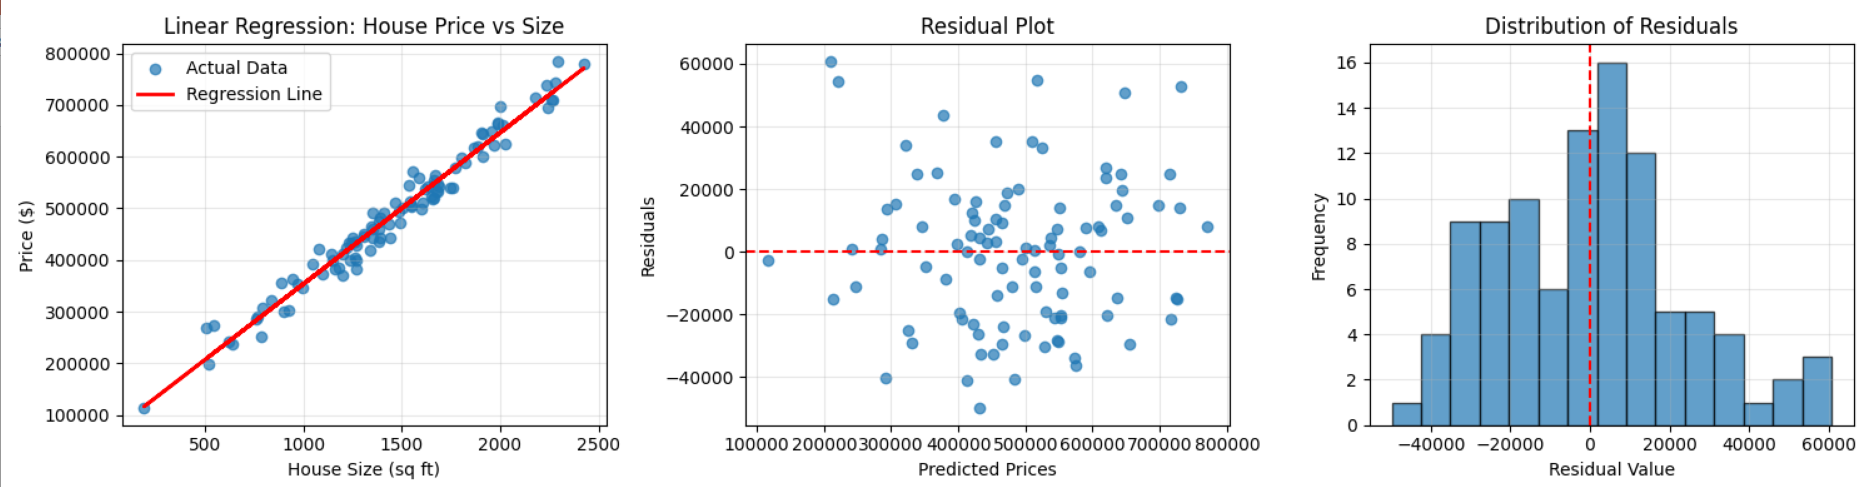 Linear Regression: House Price vs Size
800000
700000
600000
500000
400000
300000
200000
100000
Price ($)
Actual Data
Regression Line
500
1000
1500
2000
2500
House Size (sq ft)
Residual Plot
60000
40000
20000
0
−20000
−40000
Residuals
100000 200000 300000 400000 500000 600000 700000 800000
Predicted Prices
Distribution of Residuals
16
14
12
10
8
6
4
2
0
Frequency
−40000 −20000 0 20000 40000 60000
Residual Value